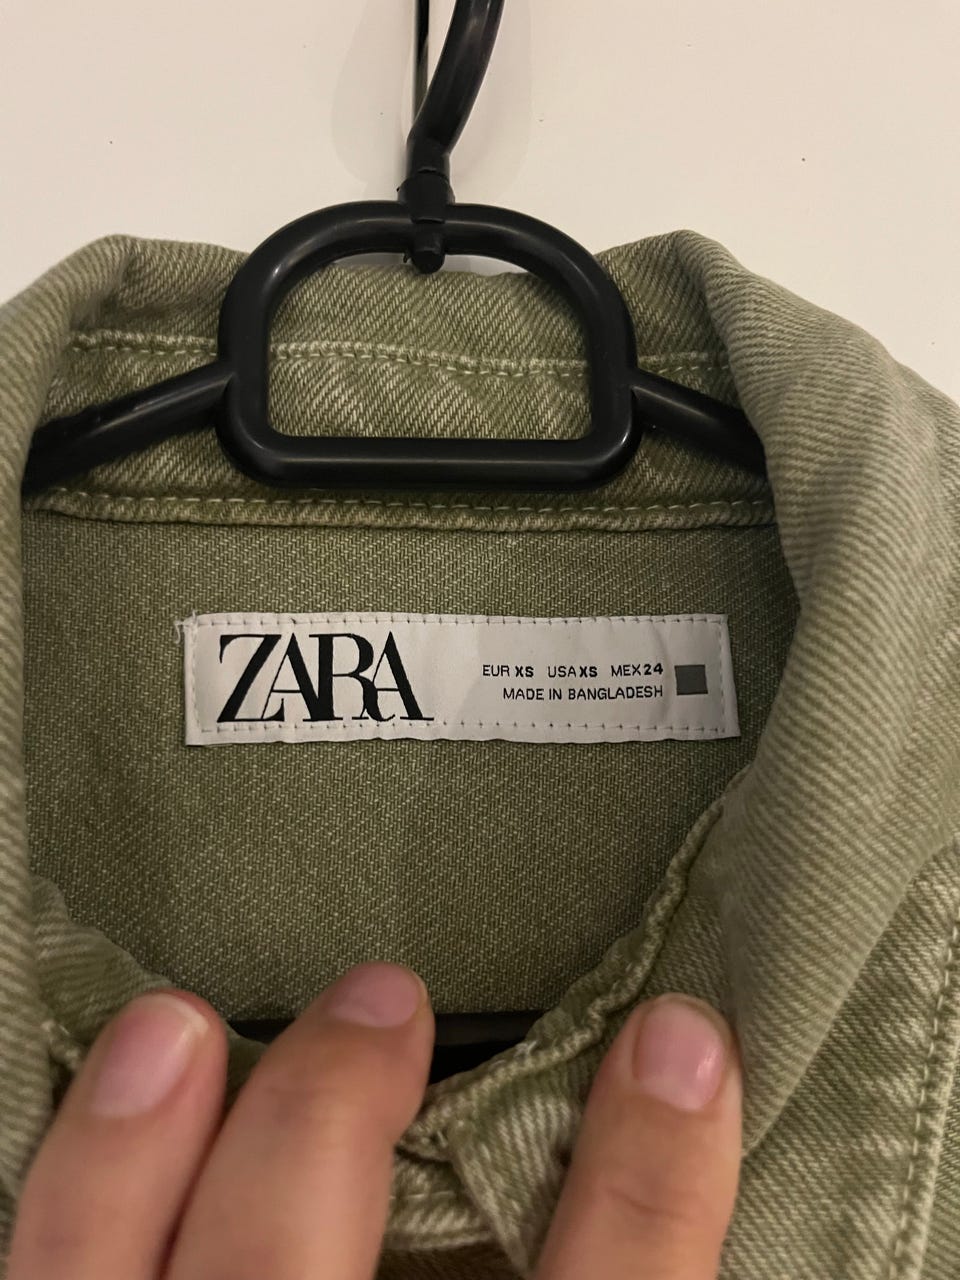 ZARA
EUR XS USA XS MEX 24
MADE IN BANGLADESH